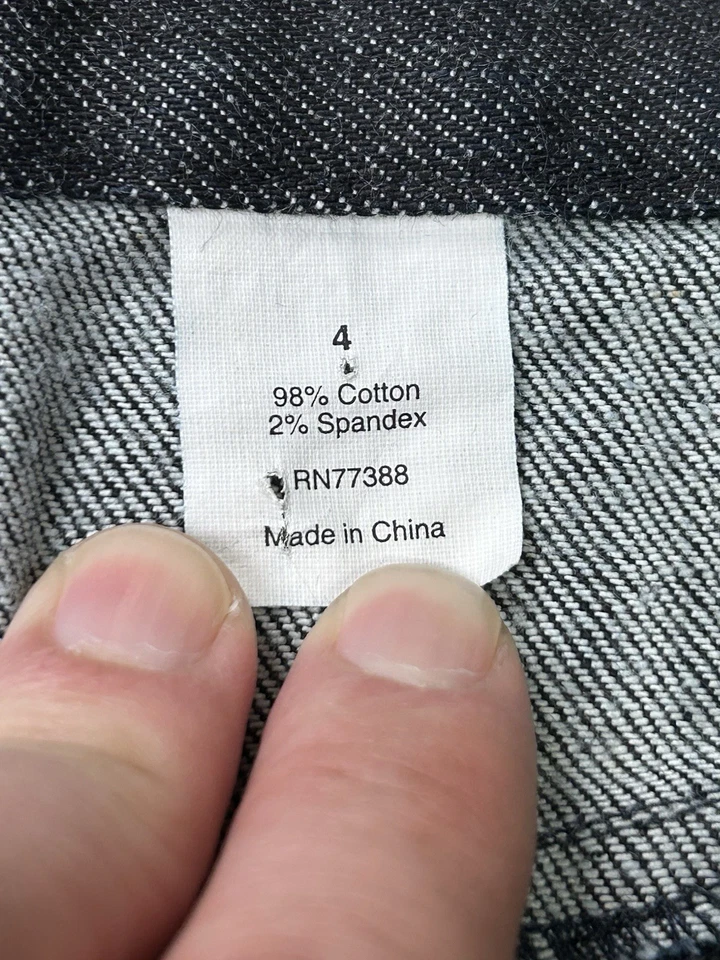 4
98% Cotton
2% Spandex
RN77388
Made in China